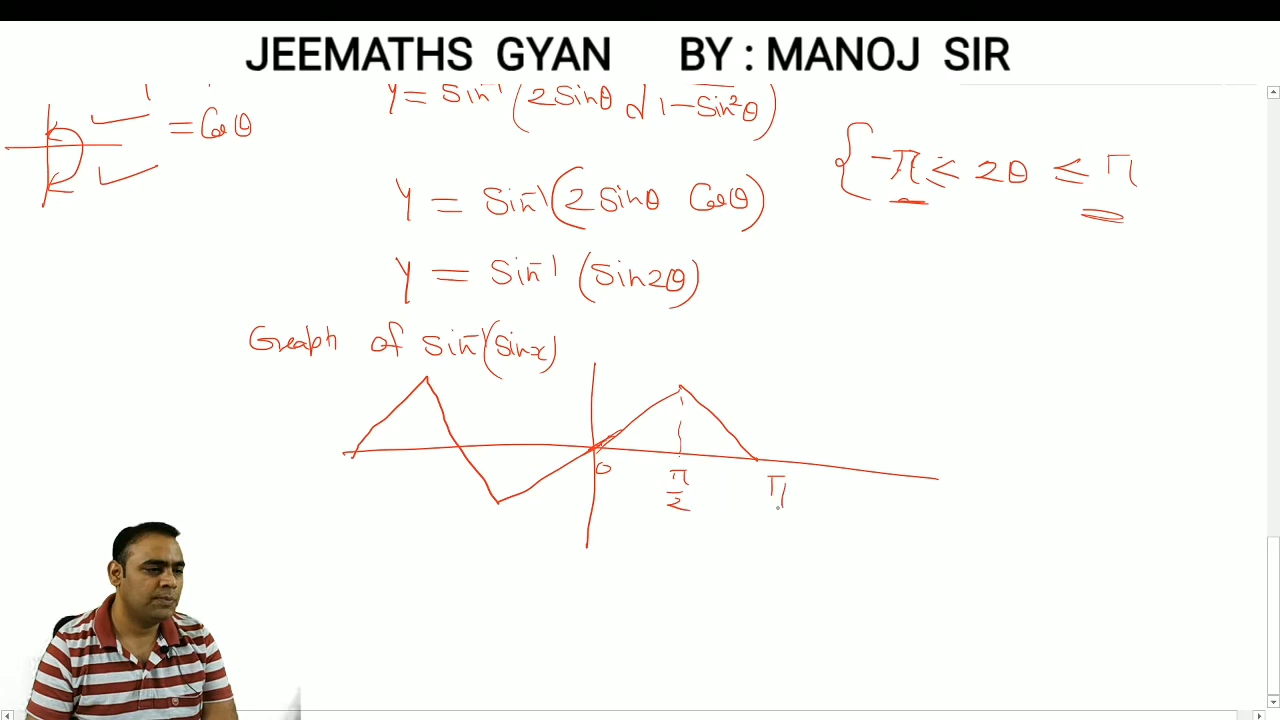 JEEMATHS GYAN BY : MANOJ SIR
y = Sin⁻¹ (2Sinθ √1-Sin²θ)
= Cosθ
{ -π ≤ 2θ ≤ π
y = Sin⁻¹(2Sinθ Cosθ)
y = Sin⁻¹ (Sin2θ)
Graph of Sin⁻¹(Sinx)
0
π/2
π